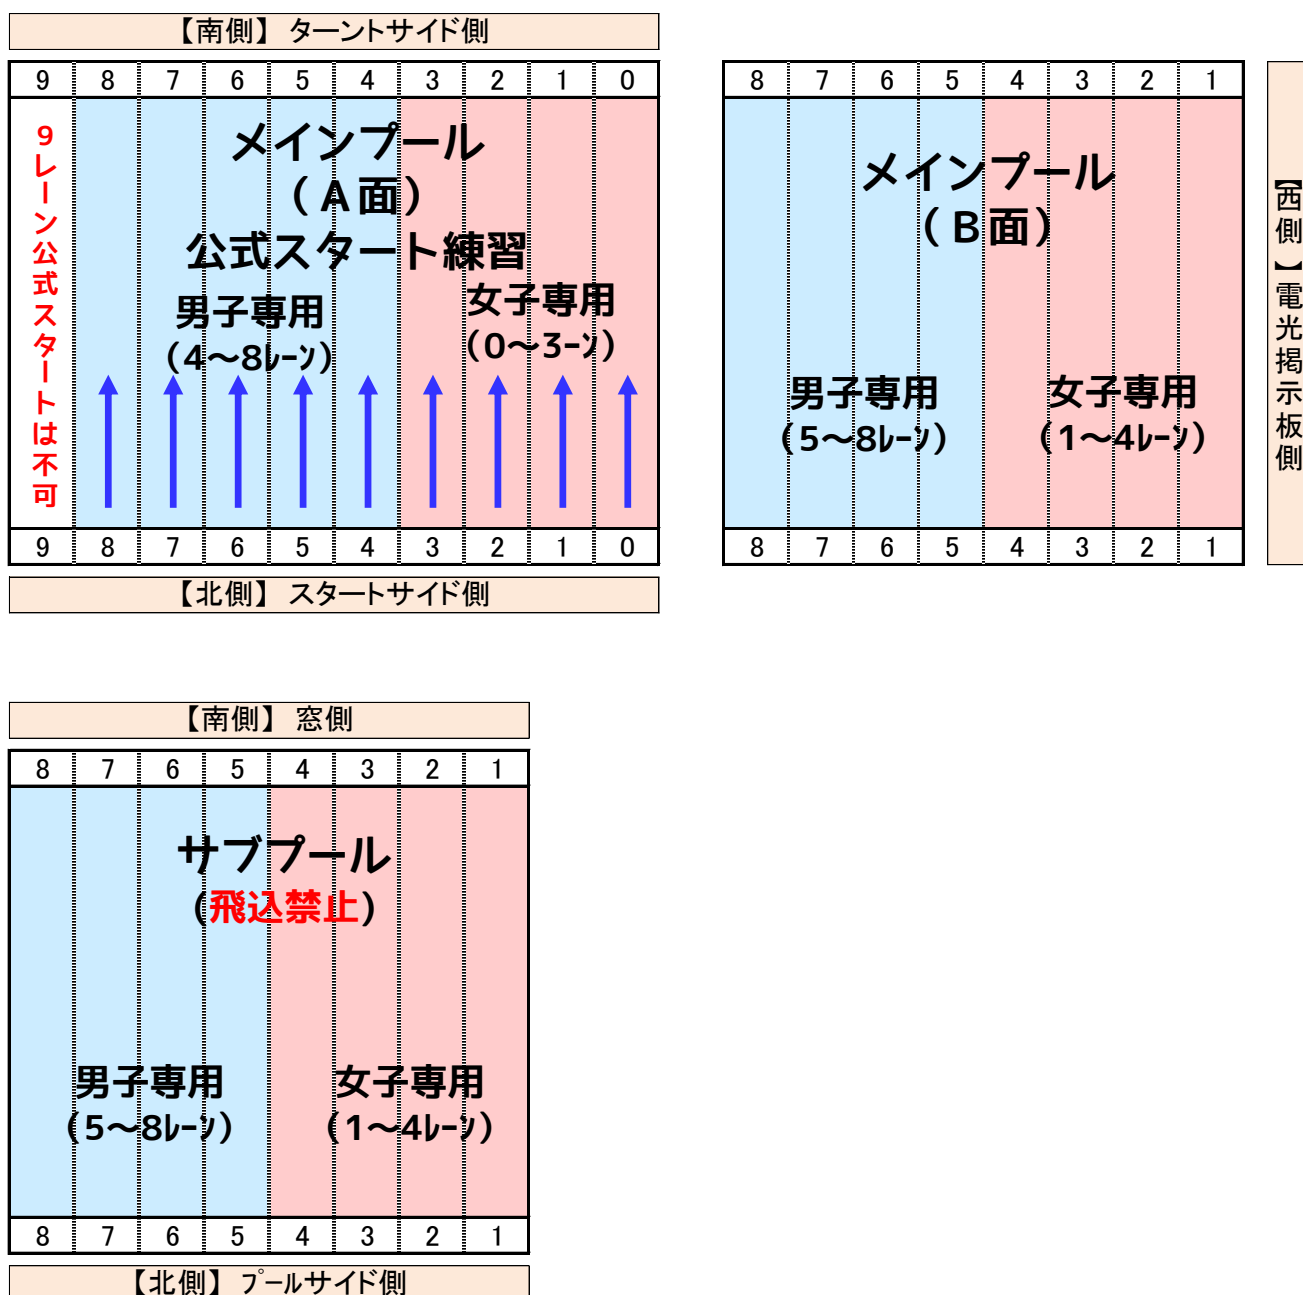 【南側】 ターントサイド側
9 8 7 6 5 4 3 2 1 0
9レーン公式スタートは不可
メインプール
（Ａ面）
公式スタート練習
男子専用
（4～8ﾚｰﾝ）
女子専用
（0～3ｰﾝ）
9 8 7 6 5 4 3 2 1 0
【北側】 スタートサイド側
8 7 6 5 4 3 2 1
メインプール
（Ｂ面）
男子専用
（5～8ﾚｰﾝ）
女子専用
（1～4ﾚｰﾝ）
8 7 6 5 4 3 2 1
【西側】電光掲示板側
【南側】 窓側
8 7 6 5 4 3 2 1
サブプール
(飛込禁止)
男子専用
（5～8ﾚｰﾝ）
女子専用
（1～4ﾚｰﾝ）
8 7 6 5 4 3 2 1
【北側】 プールサイド側